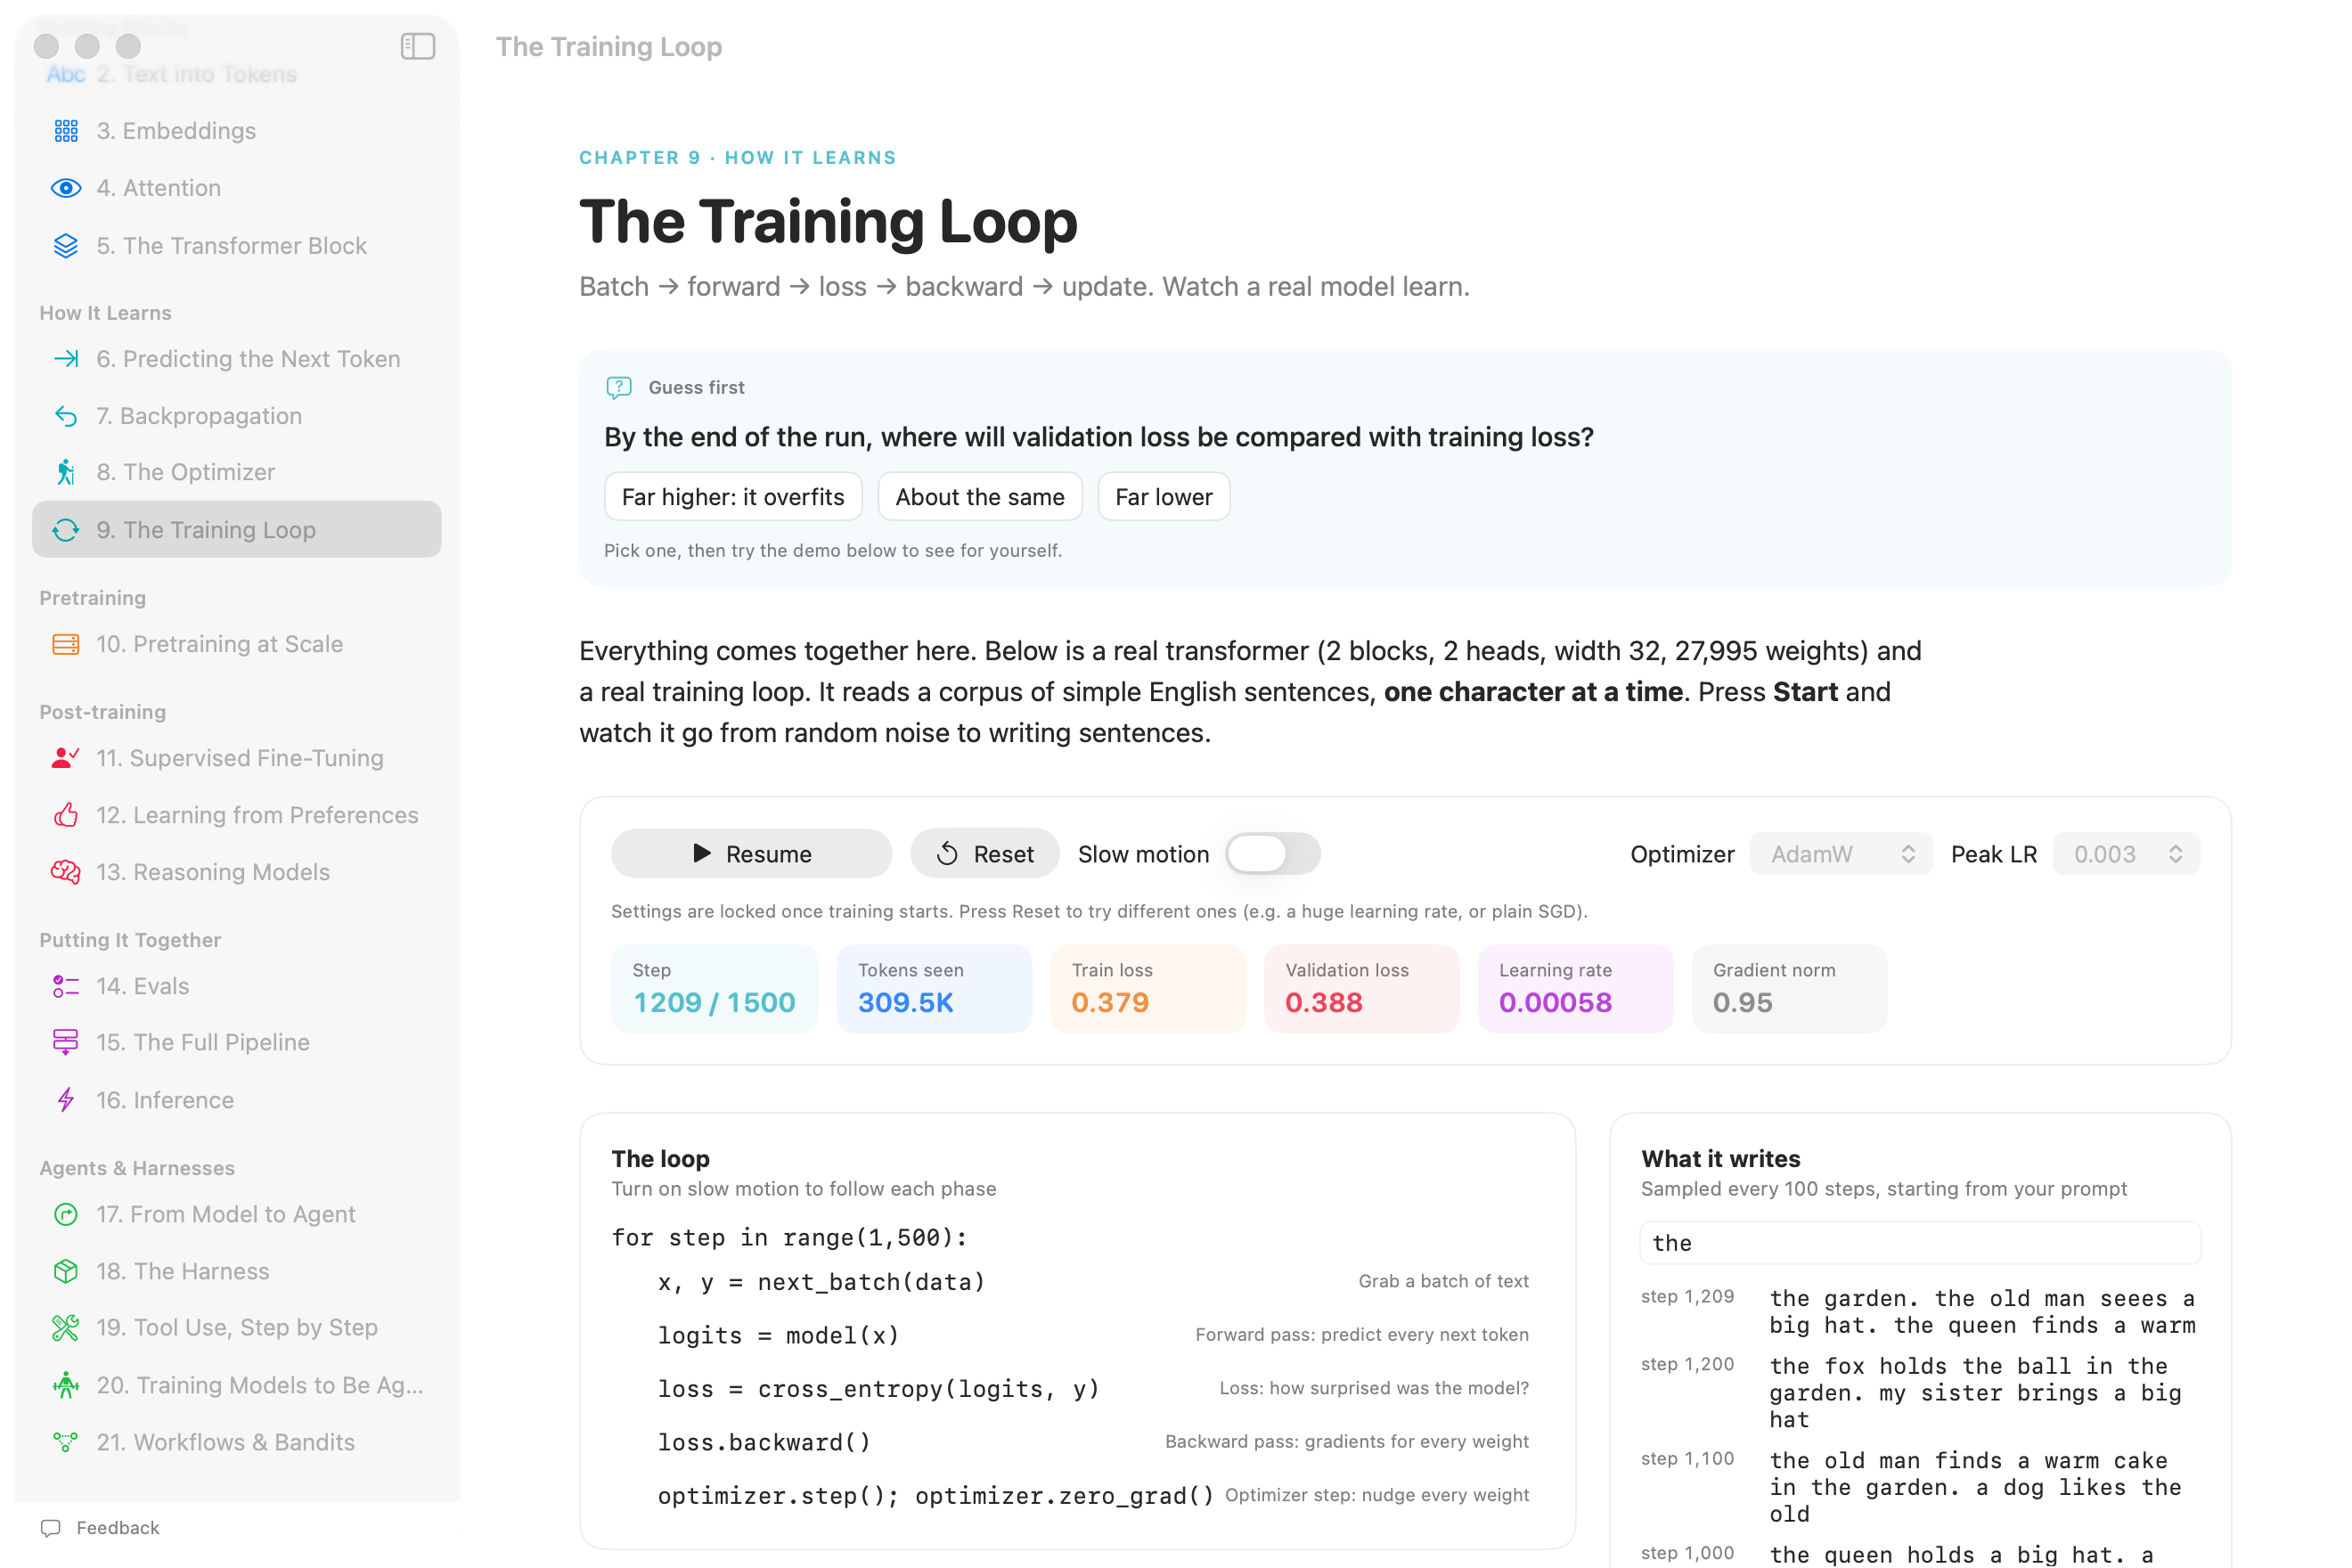 Abc 2. Text into Tokens
3. Embeddings
4. Attention
5. The Transformer Block
How It Learns
6. Predicting the Next Token
7. Backpropagation
8. The Optimizer
9. The Training Loop
Pretraining
10. Pretraining at Scale
Post-training
11. Supervised Fine-Tuning
12. Learning from Preferences
13. Reasoning Models
Putting It Together
14. Evals
15. The Full Pipeline
16. Inference
Agents & Harnesses
17. From Model to Agent
18. The Harness
19. Tool Use, Step by Step
20. Training Models to Be Ag...
21. Workflows & Bandits
Feedback
The Training Loop
CHAPTER 9 · HOW IT LEARNS
The Training Loop
Batch → forward → loss → backward → update. Watch a real model learn.
Guess first
By the end of the run, where will validation loss be compared with training loss?
Far higher: it overfits About the same Far lower
Pick one, then try the demo below to see for yourself.
Everything comes together here. Below is a real transformer (2 blocks, 2 heads, width 32, 27,995 weights) and
a real training loop. It reads a corpus of simple English sentences, one character at a time. Press Start and
watch it go from random noise to writing sentences.
Resume Reset Slow motion Optimizer AdamW Peak LR 0.003
Settings are locked once training starts. Press Reset to try different ones (e.g. a huge learning rate, or plain SGD).
Step Tokens seen Train loss Validation loss Learning rate Gradient norm
1209 / 1500 309.5K 0.379 0.388 0.00058 0.95
The loop
Turn on slow motion to follow each phase
for step in range(1,500):
x, y = next_batch(data) Grab a batch of text
logits = model(x) Forward pass: predict every next token
loss = cross_entropy(logits, y) Loss: how surprised was the model?
loss.backward() Backward pass: gradients for every weight
optimizer.step(); optimizer.zero_grad() Optimizer step: nudge every weight
What it writes
Sampled every 100 steps, starting from your prompt
the
step 1,209 the garden. the old man seees a
big hat. the queen finds a warm
step 1,200 the fox holds the ball in the
garden. my sister brings a big
hat
step 1,100 the old man finds a warm cake
in the garden. a dog likes the
old
step 1,000 the queen holds a big hat. a